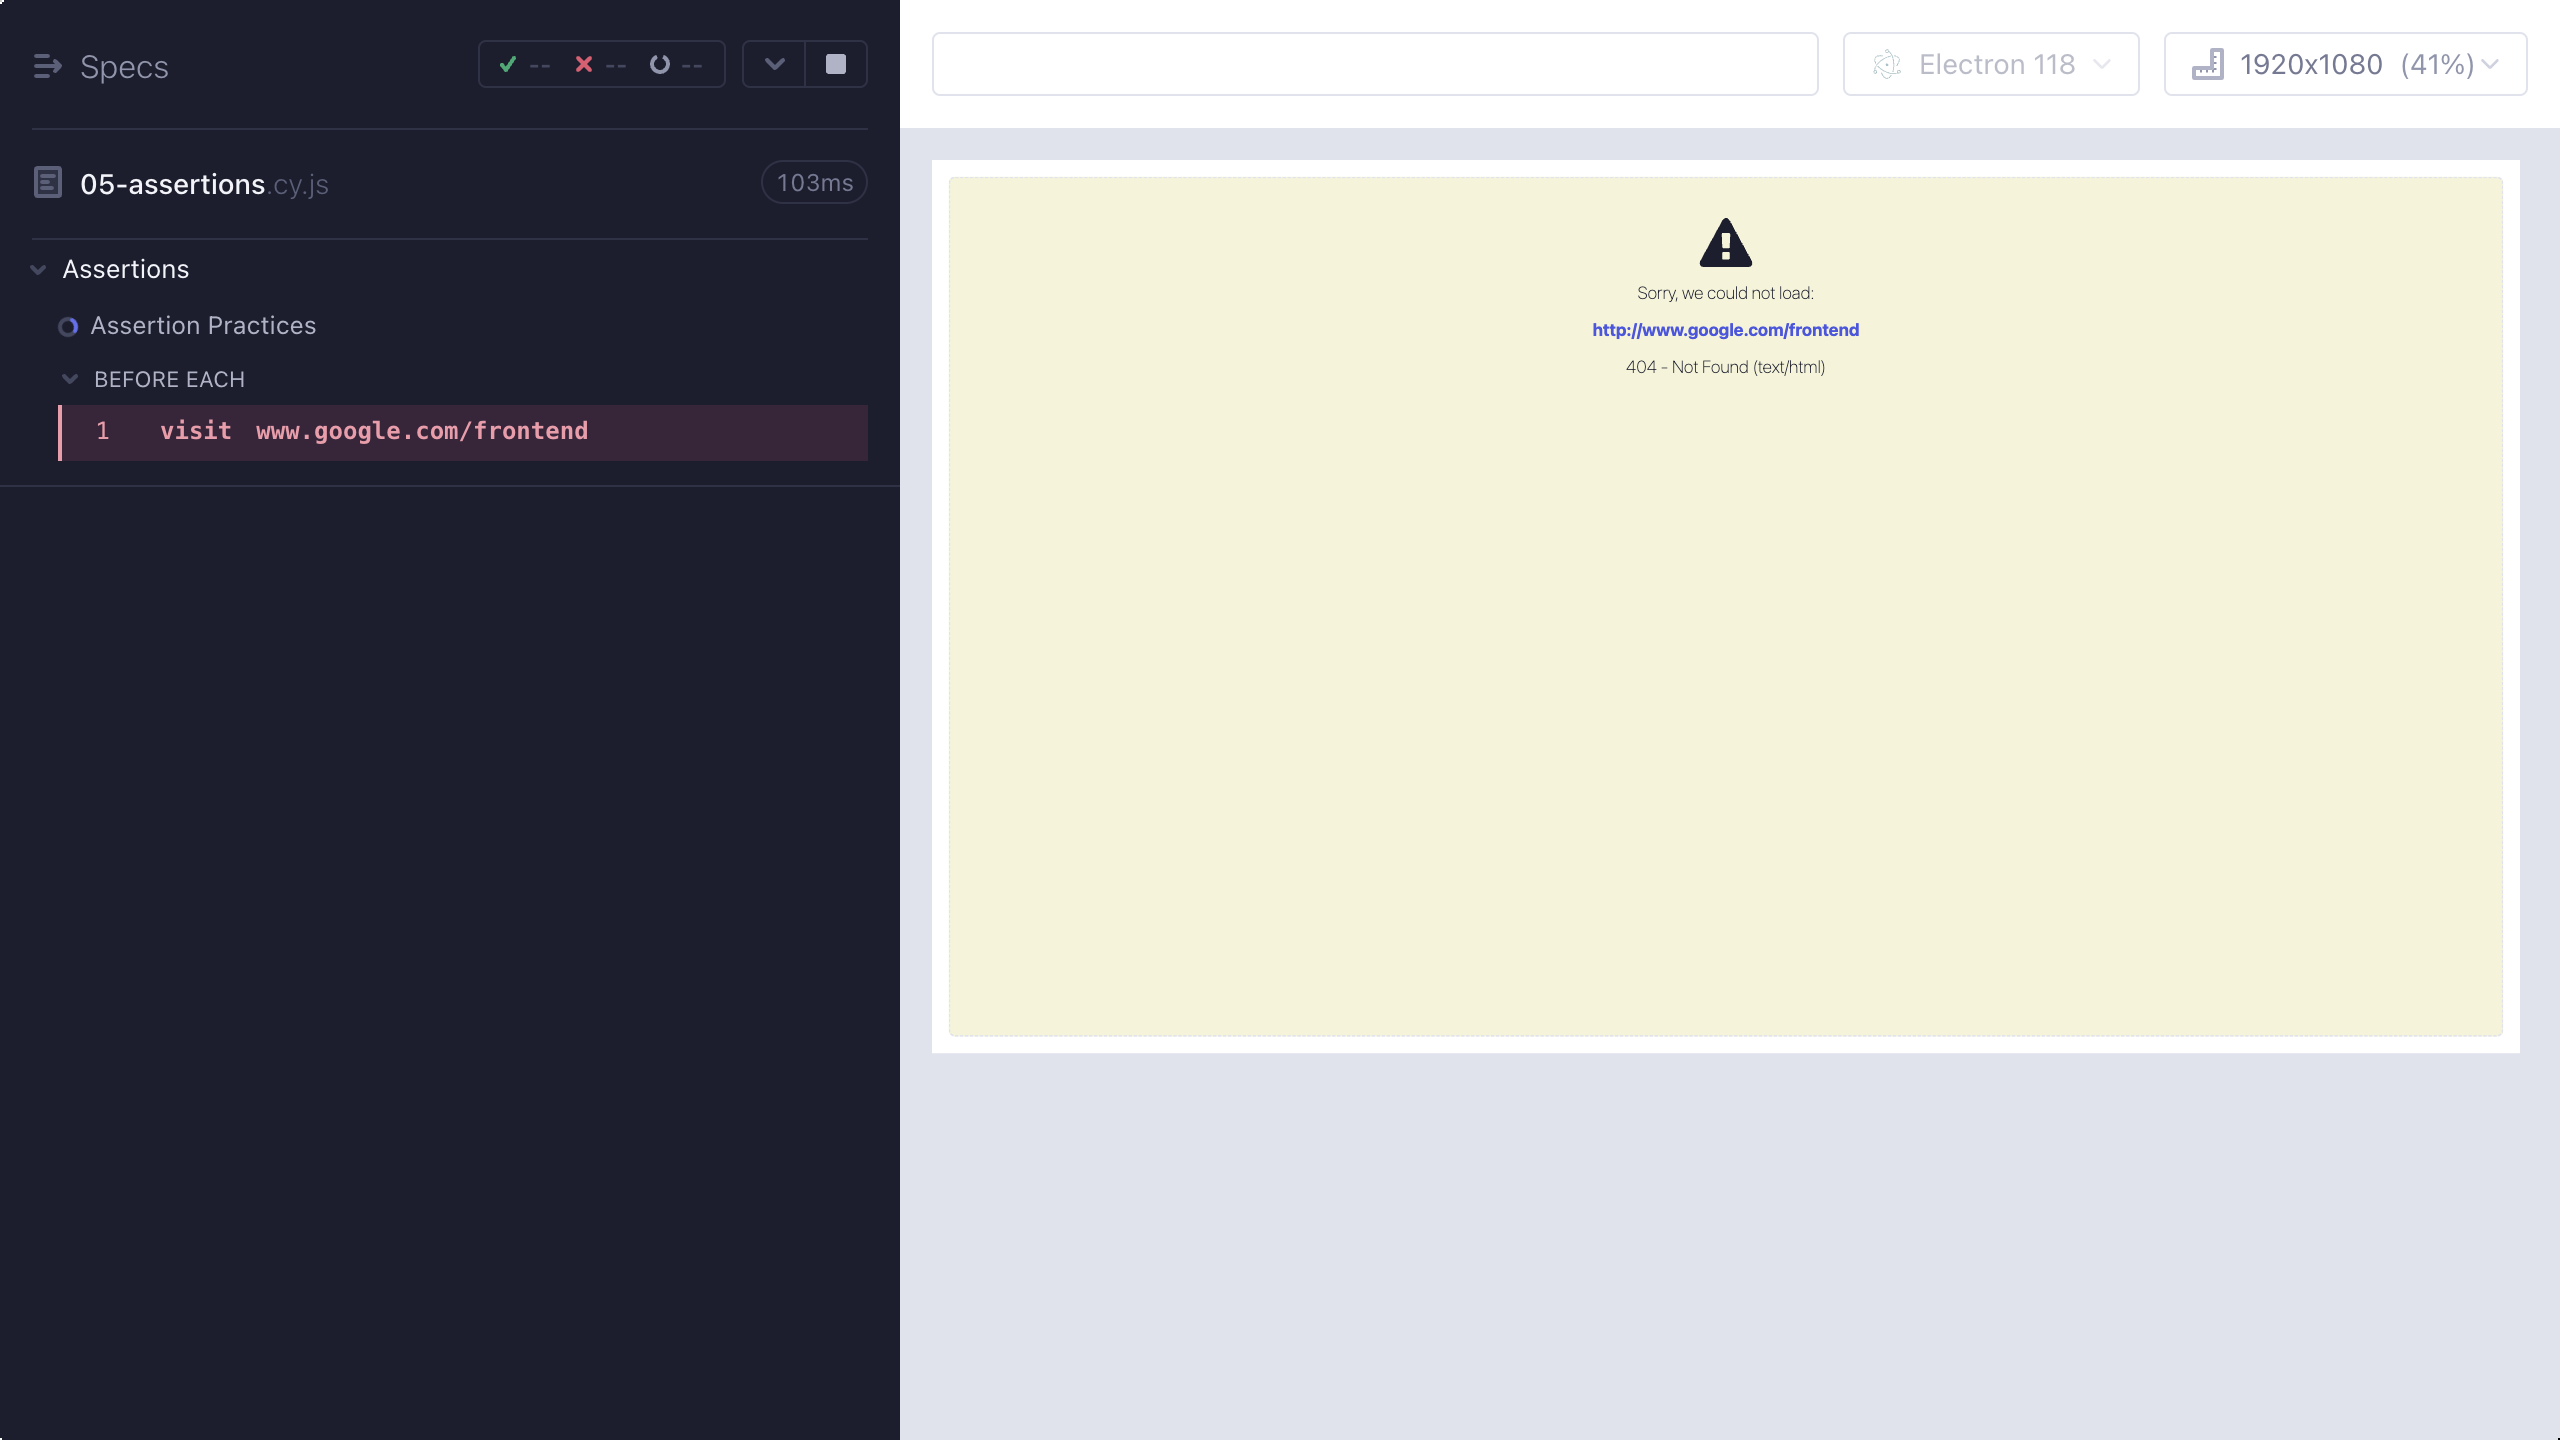 Specs
-- -- --
05-assertions.cy.js
103ms
Assertions
Assertion Practices
BEFORE EACH
1 visit www.google.com/frontend
Electron 118
1920x1080 (41%)
Sorry, we could not load:
http://www.google.com/frontend
404 - Not Found (text/html)